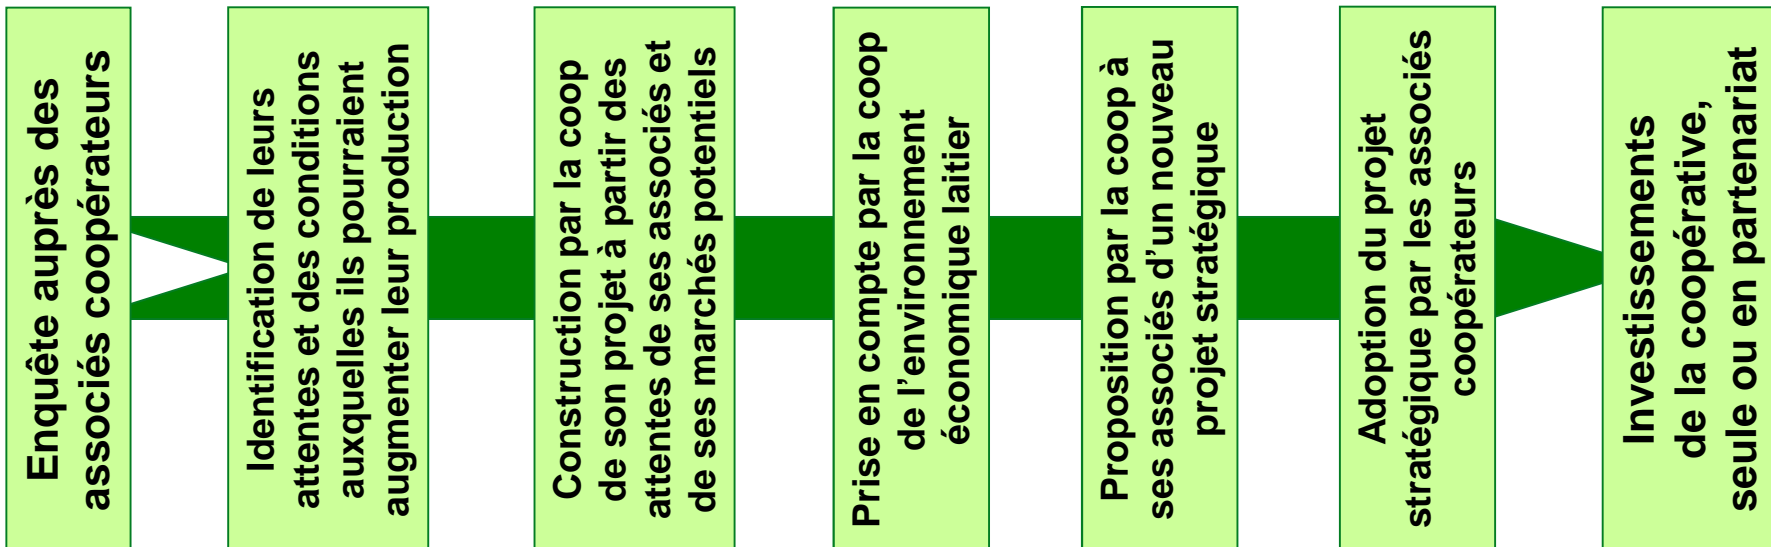 Enquête auprès des
associés coopérateurs
Identification de leurs
attentes et des conditions
auxquelles ils pourraient
augmenter leur production
Construction par la coop
de son projet à partir des
attentes de ses associés et
de ses marchés potentiels
Prise en compte par la coop
de l'environnement
économique laitier
Proposition par la coop à
ses associés d'un nouveau
projet stratégique
Adoption du projet
stratégique par les associés
coopérateurs
Investissements
de la coopérative,
seule ou en partenariat